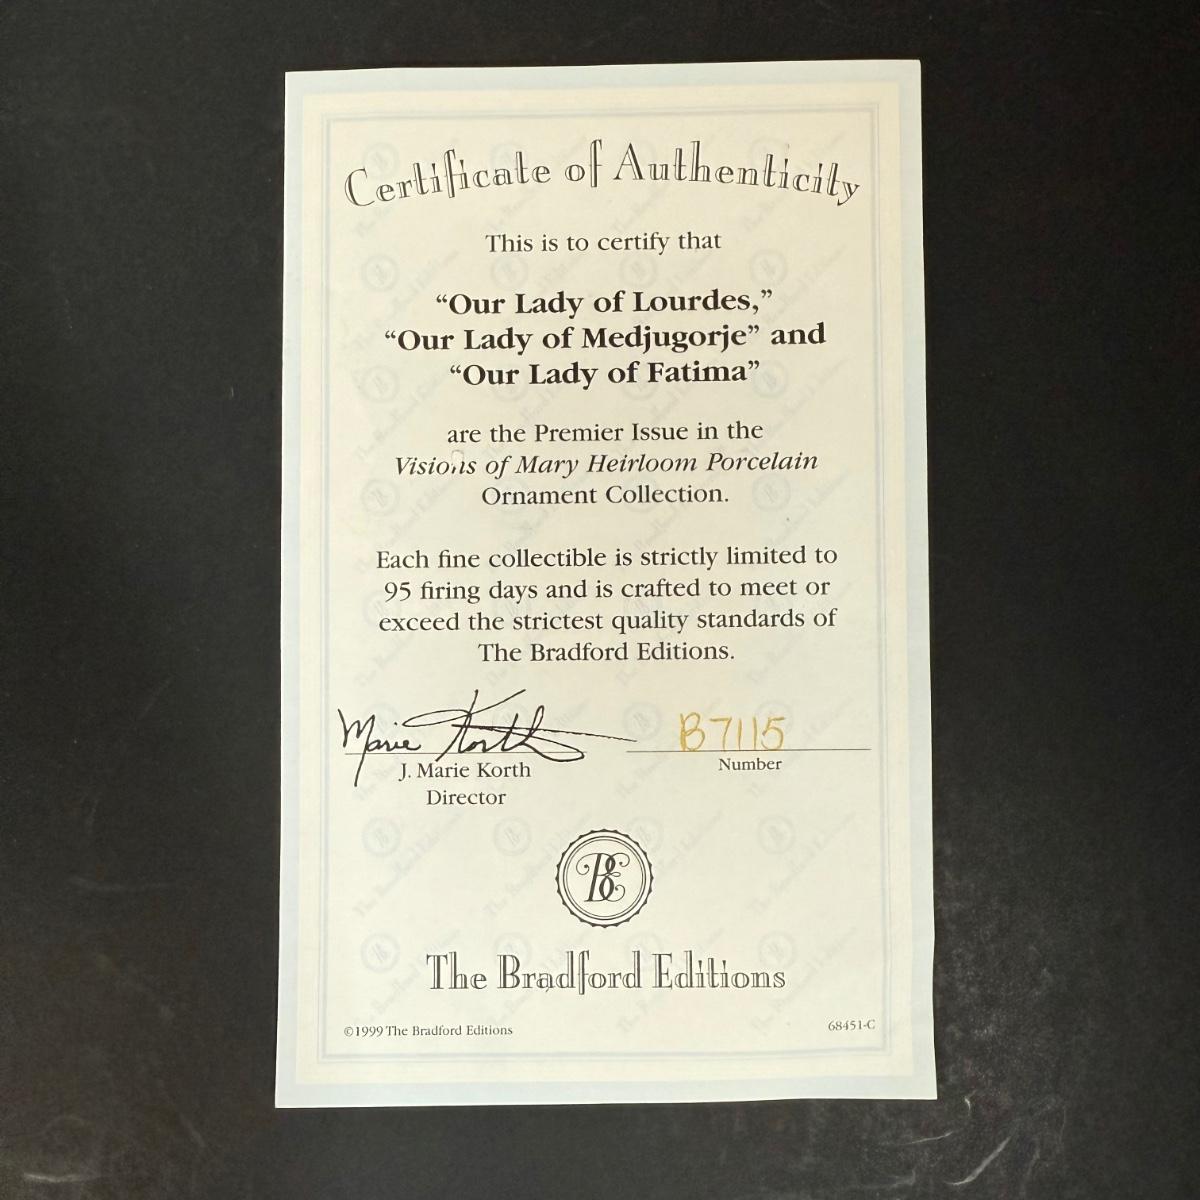 Certificate of Authenticity
This is to certify that
“Our Lady of Lourdes,”
“Our Lady of Medjugorje” and
“Our Lady of Fatima”
are the Premier Issue in the
Visions of Mary Heirloom Porcelain
Ornament Collection.
Each fine collectible is strictly limited to
95 firing days and is crafted to meet or
exceed the strictest quality standards of
The Bradford Editions.
Marie Korth
J. Marie Korth
Director
B7115
Number
BE
The Bradford Editions
©1999 The Bradford Editions
68451-C